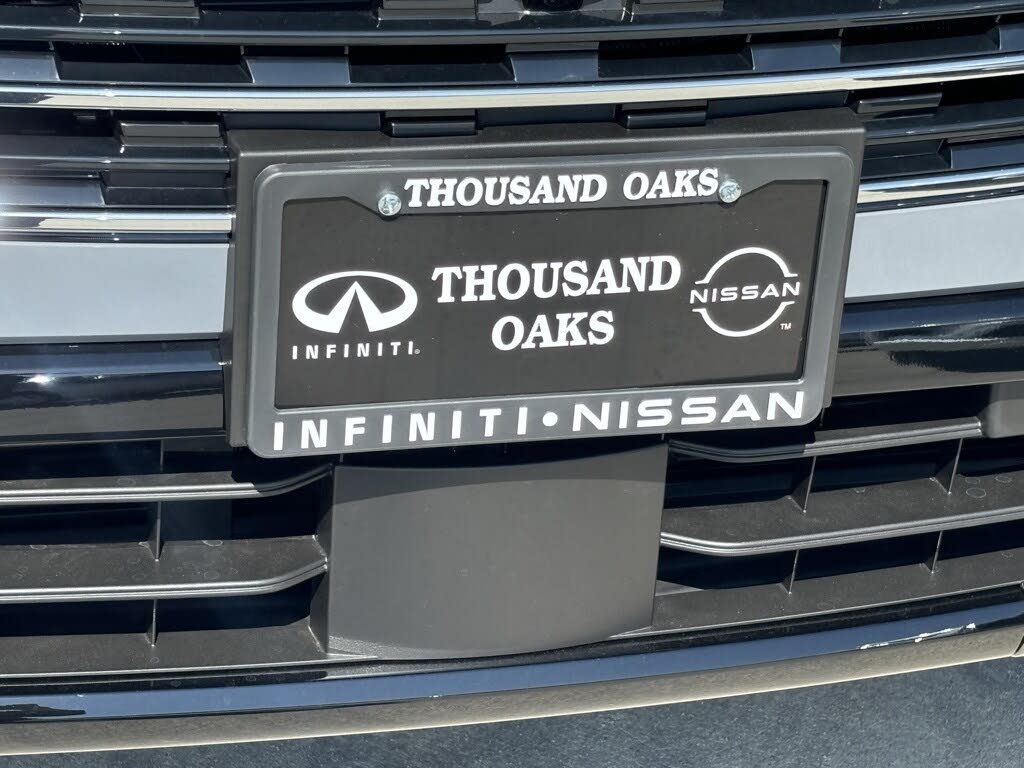 THOUSAND OAKS
THOUSAND
OAKS
INFINITI®
NISSAN
TM
INFINITI•NISSAN